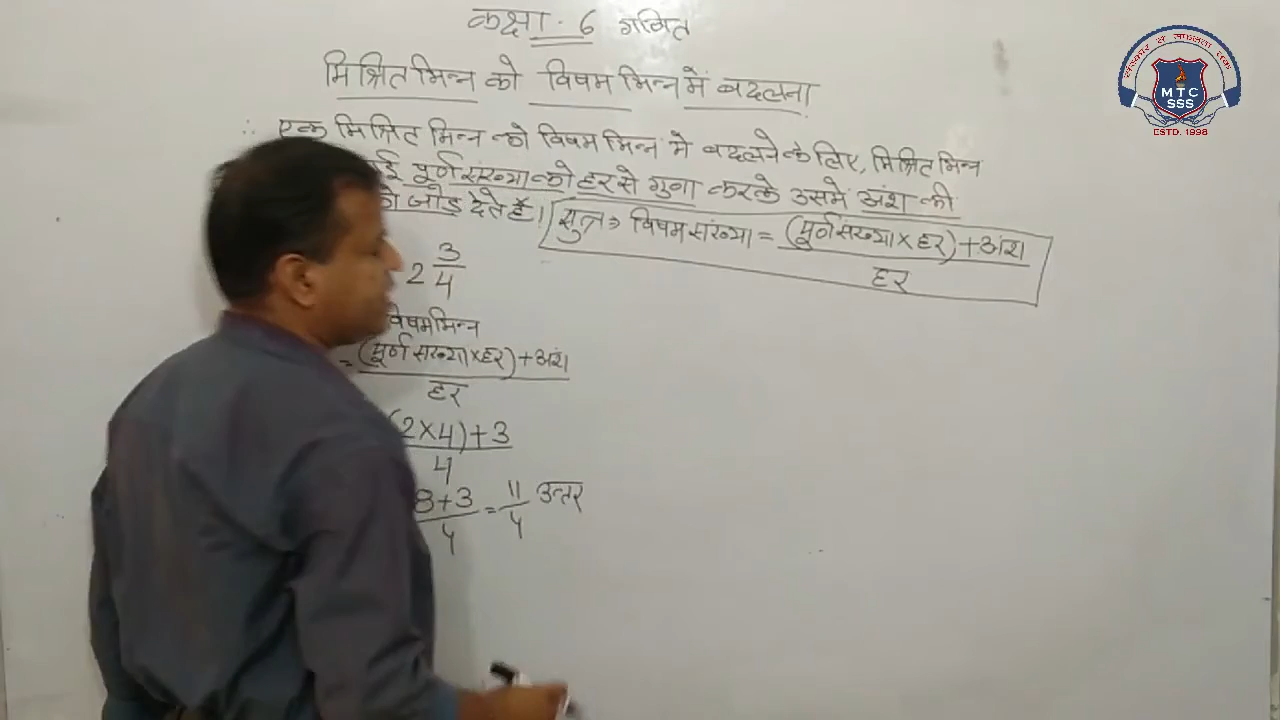 कक्षा - 6 गणित
मिश्रित भिन्न को विषम भिन्न में बदलना
∴ एक मिश्रित भिन्न को विषम भिन्न में बदलने के लिए, मिश्रित भिन्न
पूर्ण संख्या को हर से गुणा करके उसमें अंश की
को जोड़ देते हैं।
सूत्र ⇒ विषम संख्या = (पूर्ण संख्या × हर) + अंश
हर
2 3/4
विषम भिन्न
= (पूर्ण संख्या × हर) + अंश
हर
(2 × 4) + 3
4
8 + 3 / 4 = 11 / 4 उत्तर
MTC
SSS
ESTD. 1998